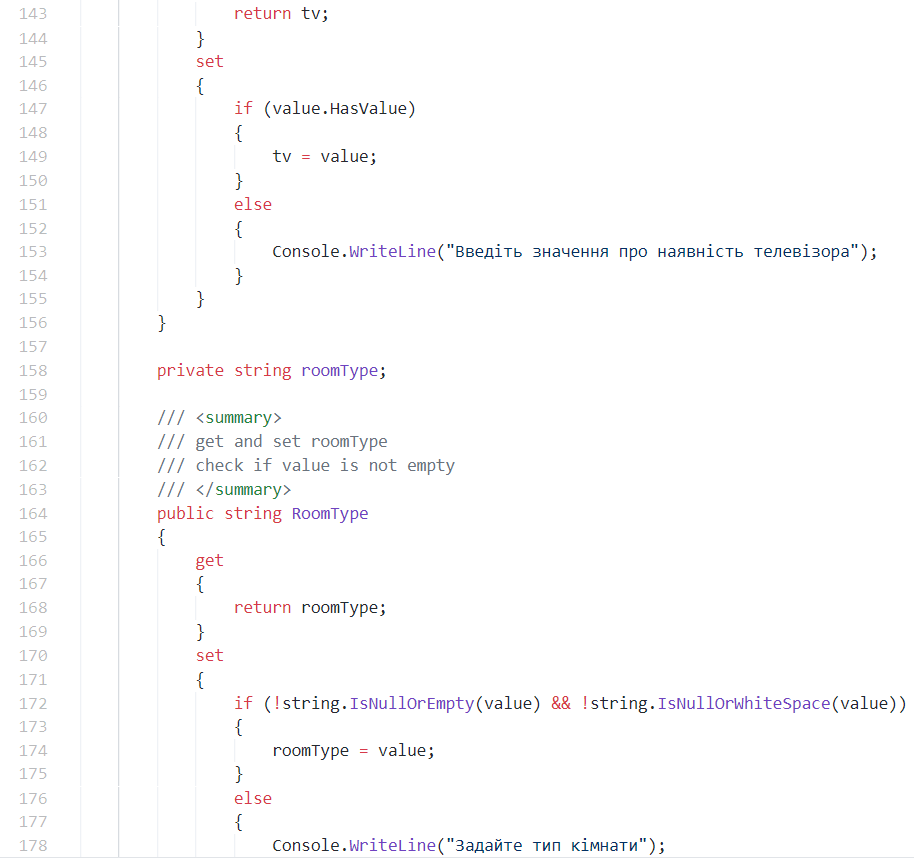 143 return tv;
144 }
145 set
146 {
147 if (value.HasValue)
148 {
149 tv = value;
150 }
151 else
152 {
153 Console.WriteLine("Введіть значення про наявність телевізора");
154 }
155 }
156 }
157
158 private string roomType;
159
160 /// <summary>
161 /// get and set roomType
162 /// check if value is not empty
163 /// </summary>
164 public string RoomType
165 {
166 get
167 {
168 return roomType;
169 }
170 set
171 {
172 if (!string.IsNullOrEmpty(value) && !string.IsNullOrWhiteSpace(value))
173 {
174 roomType = value;
175 }
176 else
177 {
178 Console.WriteLine("Задайте тип кімнати");